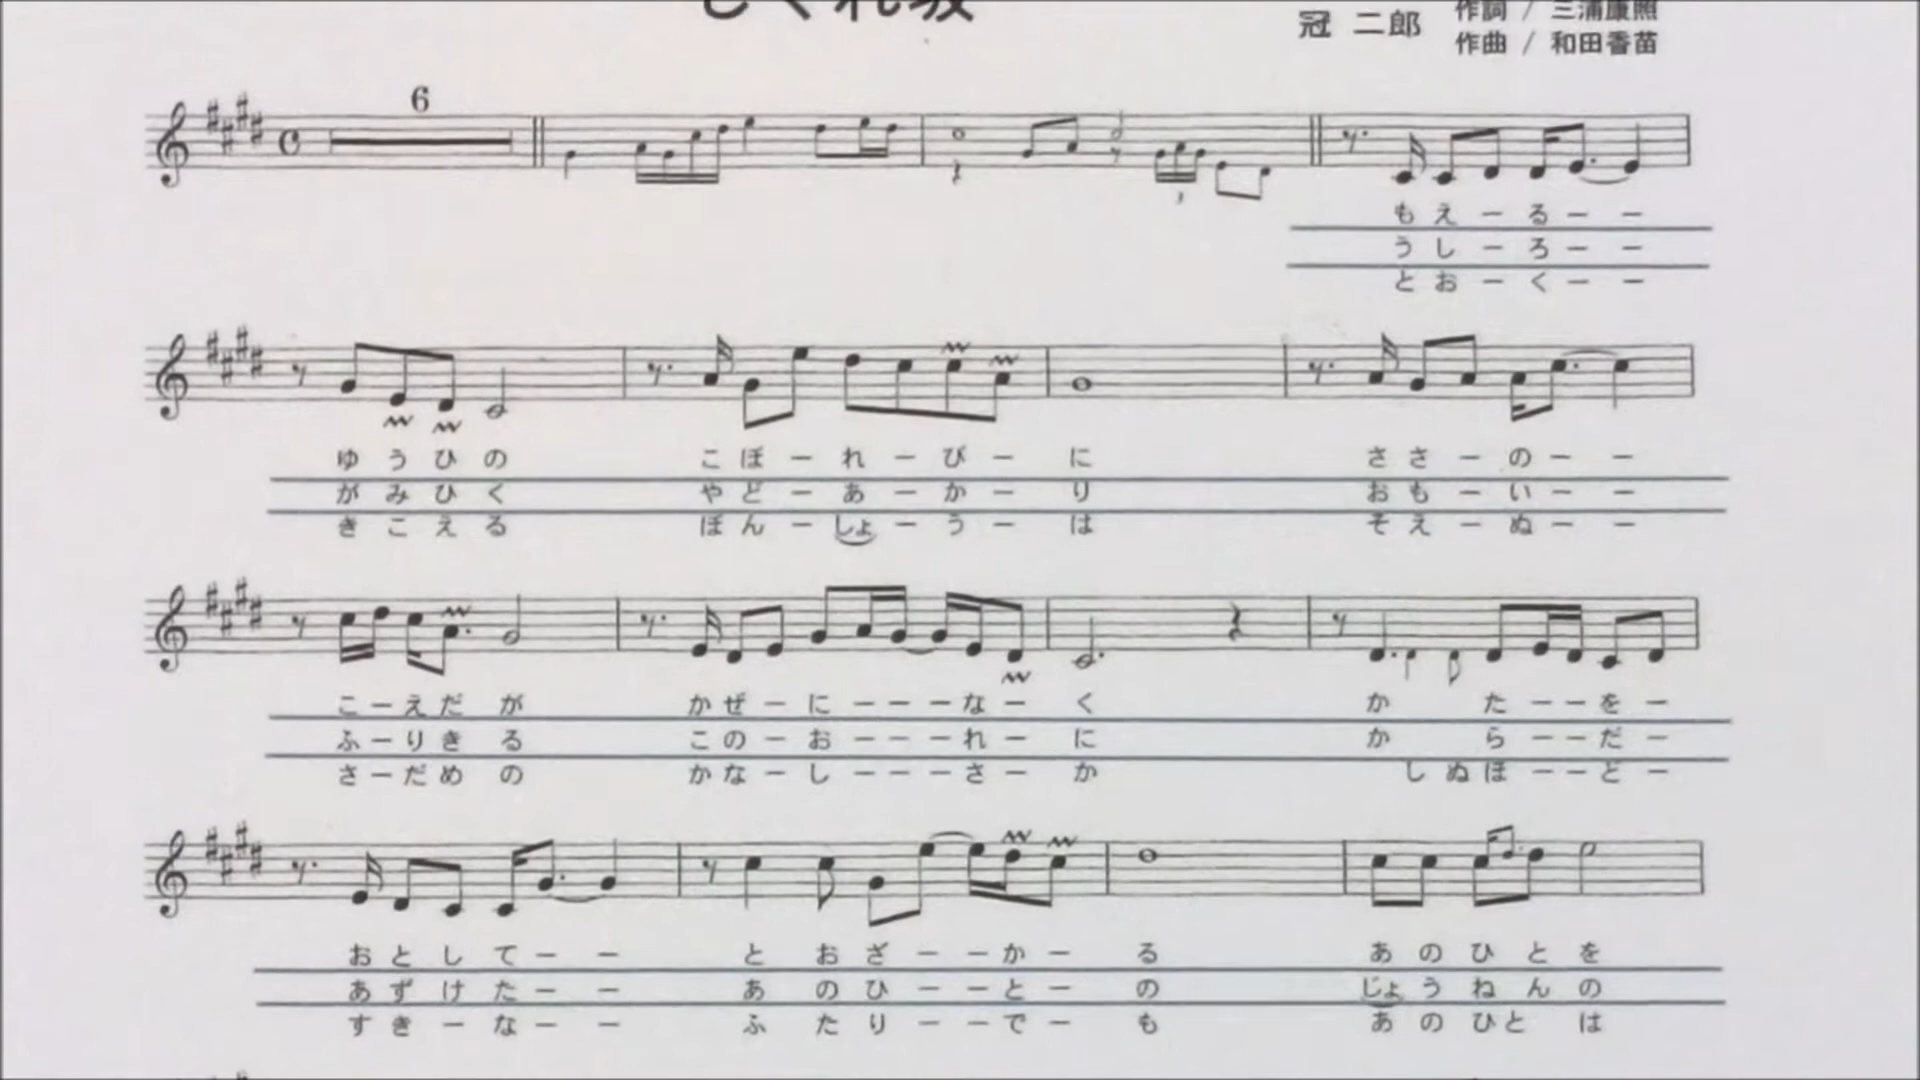 しぐれ坂
冠 二郎
作詞 / 三浦康照
作曲 / 和田香苗
6
3
も え ー る ー ー
う し ー ろ ー ー
と お ー く ー ー
ゆ う ひ の こ ぼ ー れ ー び ー に さ さ ー の ー ー
が み ひ く や ど ー あ ー か ー り お も ー い ー ー
き こ え る ぼ ん ー しょ ー う ー は そ え ー ぬ ー ー
こ ー え だ が か ぜ ー に ー ー ー な ー く か た ー ー を ー
ふ ー り き る こ の ー お ー ー ー れ ー に か ら ー ー だ ー
さ ー だ め の か な ー し ー ー ー さ ー か し ぬ ほ ー ー ど ー
お と し て ー ー と お ざ ー ー か ー る あ の ひ と を
あ ず け た ー ー あ の ひ ー ー と ー の じょ う ね ん の
す き ー な ー ー ふ た り ー ー で ー も あ の ひ と は